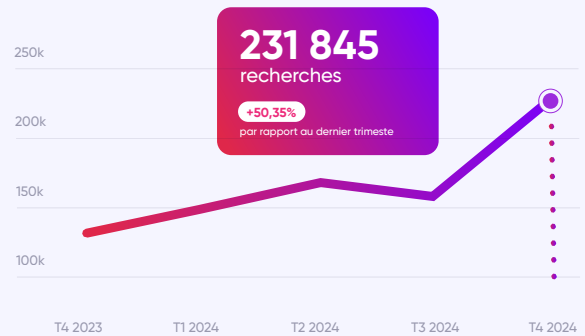 231 845
recherches
+50,35%
par rapport au dernier trimeste
250k
200k
150k
100k
T4 2023 T1 2024 T2 2024 T3 2024 T4 2024